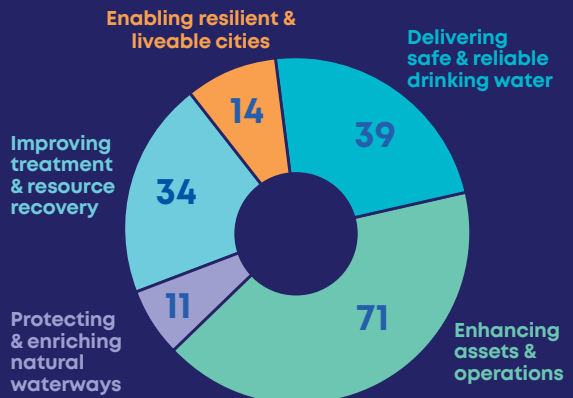 Enabling resilient &
liveable cities
Delivering
safe & reliable
drinking water
14
39
Improving
treatment
& resource
recovery
34
11
71
Protecting
& enriching
natural
waterways
Enhancing
assets &
operations